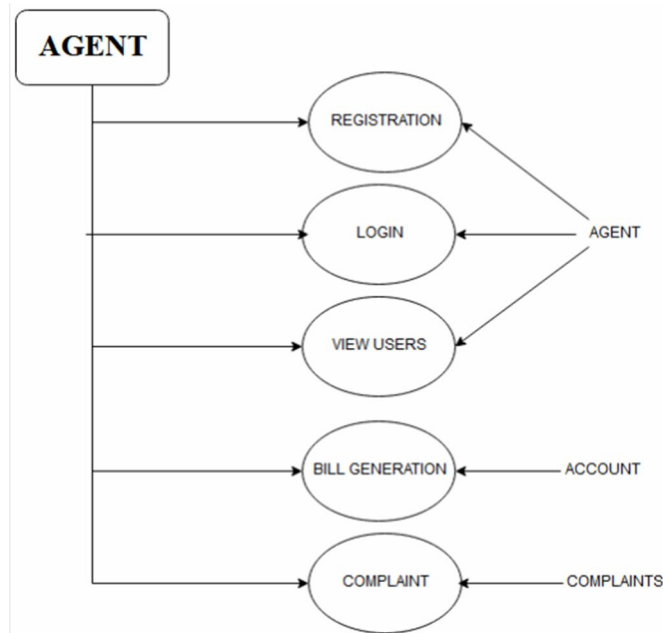 AGENT
REGISTRATION
LOGIN
AGENT
VIEW USERS
BILL GENERATION
ACCOUNT
COMPLAINT
COMPLAINTS